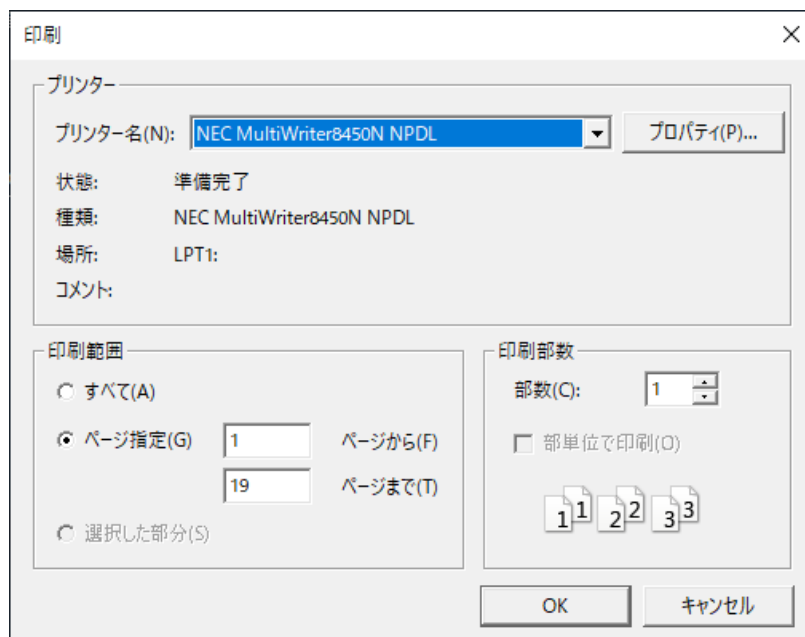 印刷
プリンター
プリンター名(N): NEC MultiWriter8450N NPDL プロパティ(P)...
状態: 準備完了
種類: NEC MultiWriter8450N NPDL
場所: LPT1:
コメント:
印刷範囲
すべて(A)
ページ指定(G) 1 ページから(F)
19 ページまで(T)
選択した部分(S)
印刷部数
部数(C): 1
部単位で印刷(O)
1 1 2 2 3 3
OK キャンセル